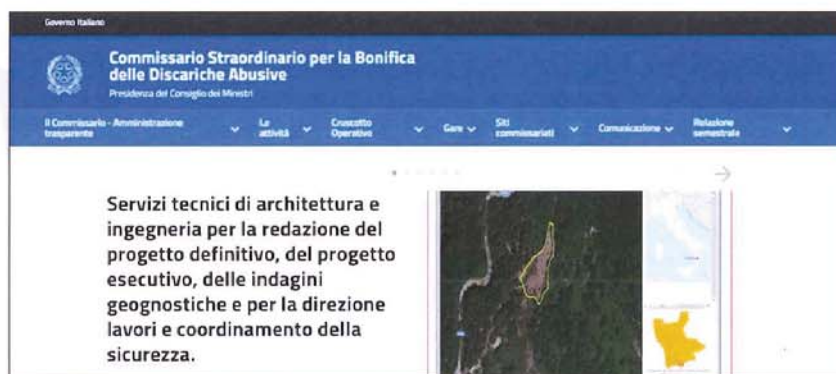 Governo Italiano
Commissario Straordinario per la Bonifica
delle Discariche Abusive
Presidenza del Consiglio dei Ministri
Il Commissario - Amministrazione
trasparente
Le
attività
Cruscotto
Operativo
Gare
Siti
commissariati
Comunicazione
Relazione
semestrale
Servizi tecnici di architettura e
ingegneria per la redazione del
progetto definitivo, del progetto
esecutivo, delle indagini
geognostiche e per la direzione
lavori e coordinamento della
sicurezza.